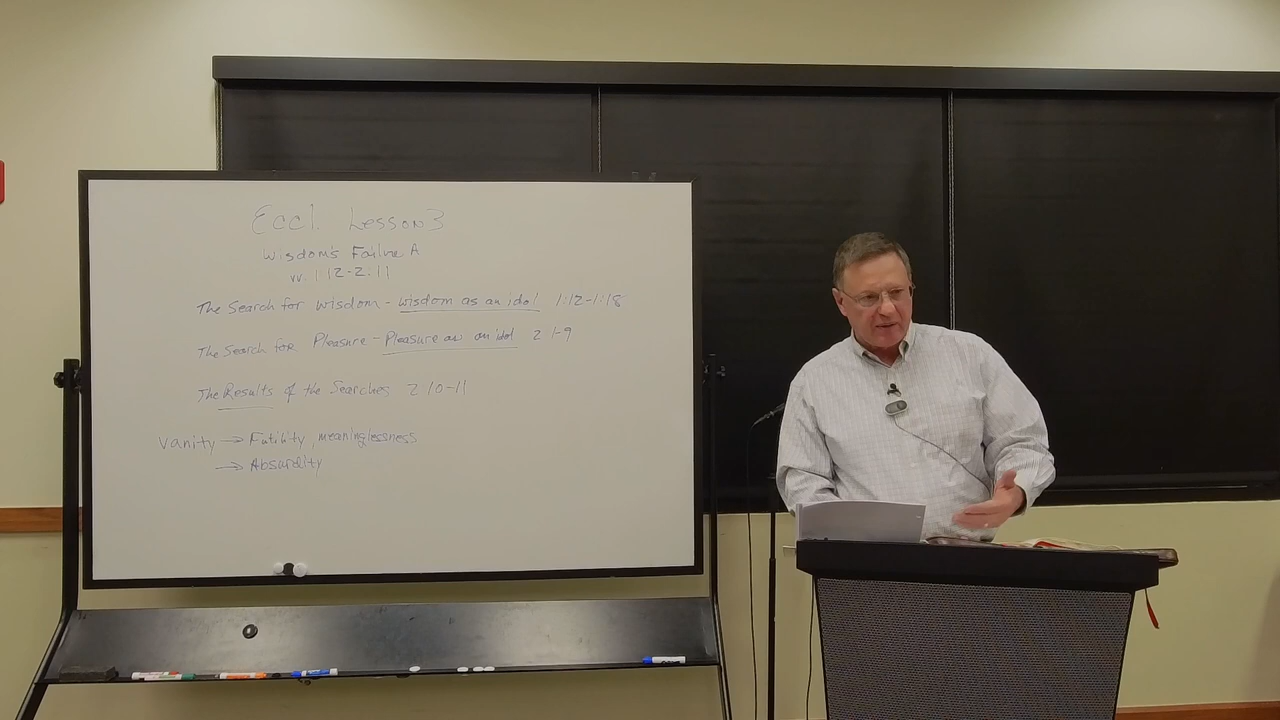 Eccl. Lesson 3
Wisdom's Failure A
vv. 1:12-2:11
The Search for wisdom - wisdom as an idol 1:12-1:18
The Search for Pleasure - Pleasure as an idol 2:1-9
The Results of the Searches 2:10-11
Vanity → Futility meaninglessness
→ Absurdity